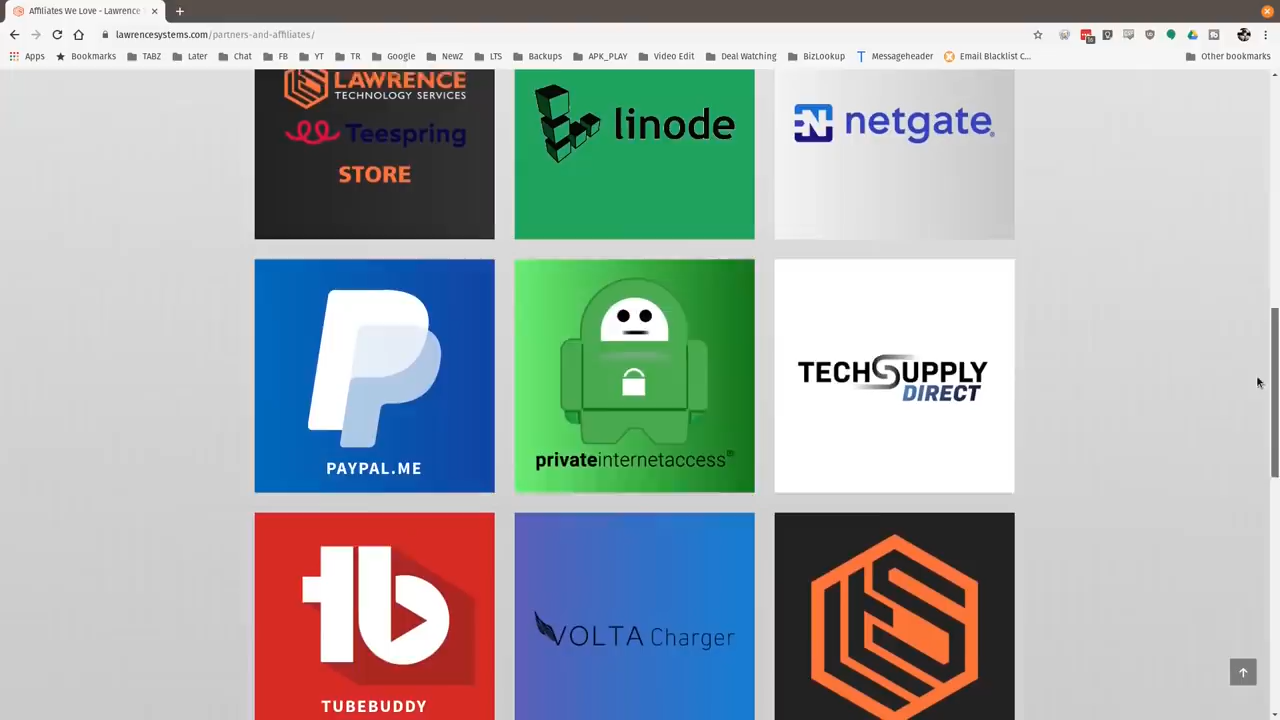 Affiliates We Love - Lawrence
lawrencesystems.com/partners-and-affiliates/
Apps Bookmarks TABZ Later Chat FB YT TR Google NewZ LTS Backups APK_PLAY Video Edit Deal Watching BizLookup Messageheader Email Blacklist C... Other bookmarks
LAWRENCE
TECHNOLOGY SERVICES
Teespring
STORE
linode
netgate
PAYPAL.ME
privateinternetaccess®
TECHSUPPLY
DIRECT
tb
TUBEBUDDY
VOLTA Charger